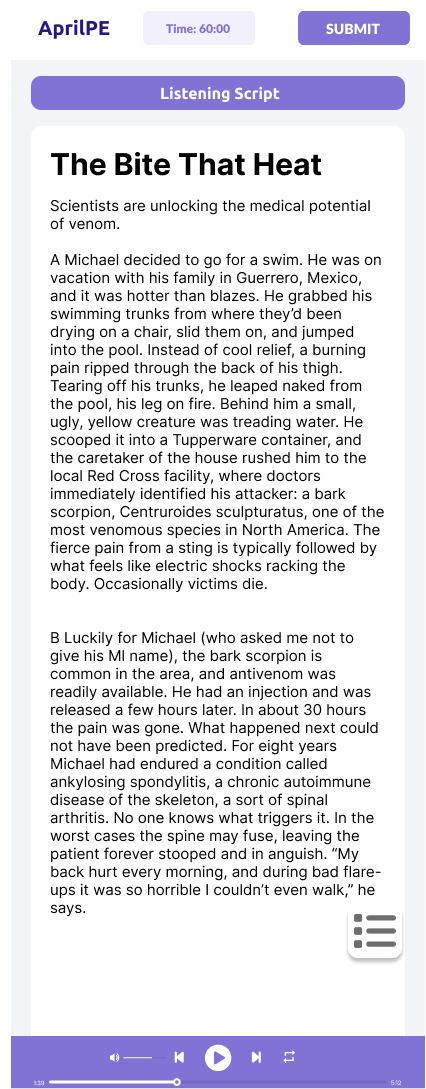 AprilPE
Time: 60:00
SUBMIT
Listening Script
The Bite That Heat
Scientists are unlocking the medical potential
of venom.
A Michael decided to go for a swim. He was on
vacation with his family in Guerrero, Mexico,
and it was hotter than blazes. He grabbed his
swimming trunks from where they’d been
drying on a chair, slid them on, and jumped
into the pool. Instead of cool relief, a burning
pain ripped through the back of his thigh.
Tearing off his trunks, he leaped naked from
the pool, his leg on fire. Behind him a small,
ugly, yellow creature was treading water. He
scooped it into a Tupperware container, and
the caretaker of the house rushed him to the
local Red Cross facility, where doctors
immediately identified his attacker: a bark
scorpion, Centruroides sculpturatus, one of the
most venomous species in North America. The
fierce pain from a sting is typically followed by
what feels like electric shocks racking the
body. Occasionally victims die.
B Luckily for Michael (who asked me not to
give his Ml name), the bark scorpion is
common in the area, and antivenom was
readily available. He had an injection and was
released a few hours later. In about 30 hours
the pain was gone. What happened next could
not have been predicted. For eight years
Michael had endured a condition called
ankylosing spondylitis, a chronic autoimmune
disease of the skeleton, a sort of spinal
arthritis. No one knows what triggers it. In the
worst cases the spine may fuse, leaving the
patient forever stooped and in anguish. “My
back hurt every morning, and during bad flare-
ups it was so horrible I couldn’t even walk,” he
says.
1:39
5:12